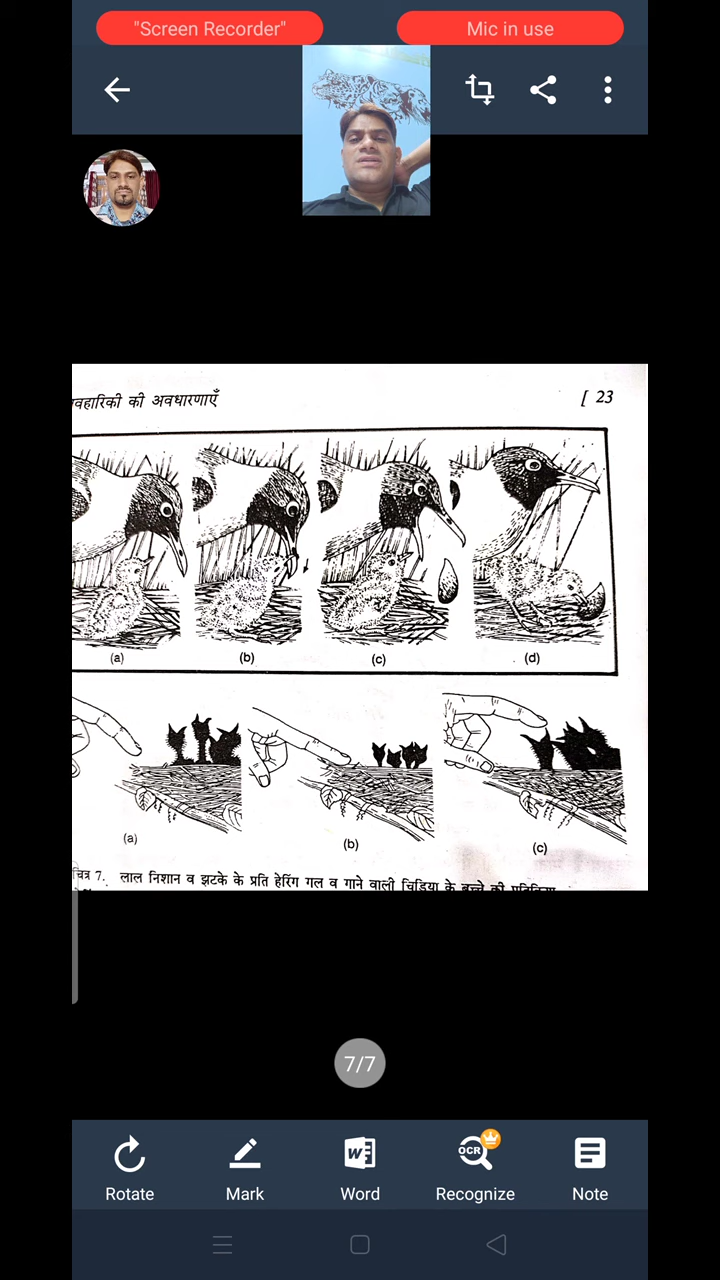 "Screen Recorder"
Mic in use
की अवधारणाएँ
[ 23
(a)
(b)
(c)
(d)
(a)
(b)
(c)
चित्र 7. लाल निशान व झटके के प्रति हेरिंग गल व गाने वाली चिड़िया के बच्चे की
7/7
W
OCR
Rotate
Mark
Word
Recognize
Note